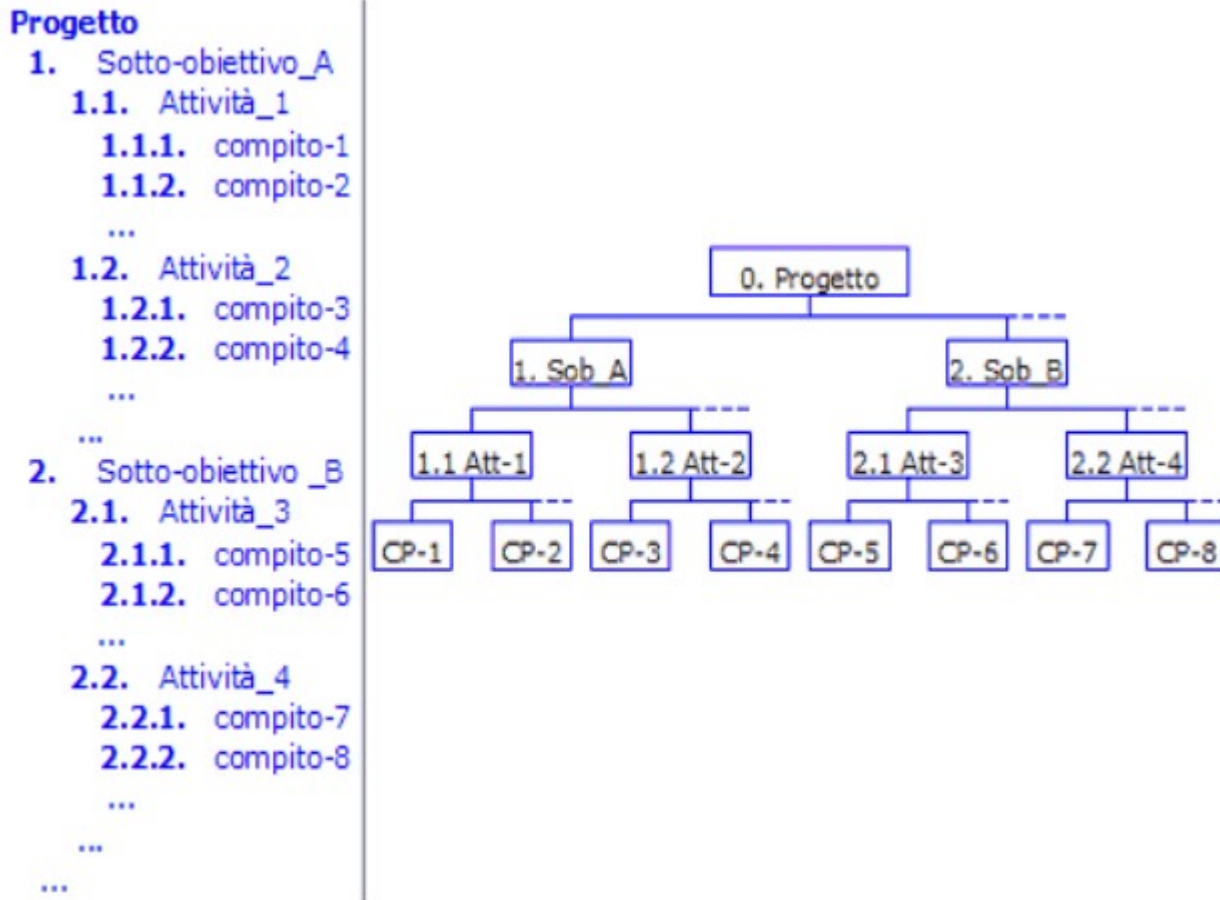 Progetto
1. Sotto-obiettivo_A
1.1. Attività_1
1.1.1. compito-1
1.1.2. compito-2
...
1.2. Attività_2
1.2.1. compito-3
1.2.2. compito-4
...
...
2. Sotto-obiettivo _B
2.1. Attività_3
2.1.1. compito-5
2.1.2. compito-6
...
2.2. Attività_4
2.2.1. compito-7
2.2.2. compito-8
...
...
...
0. Progetto
1. Sob_A 2. Sob_B
1.1 Att-1 1.2 Att-2 2.1 Att-3 2.2 Att-4
CP-1 CP-2 CP-3 CP-4 CP-5 CP-6 CP-7 CP-8